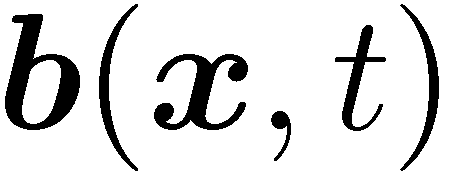 b(x, t)